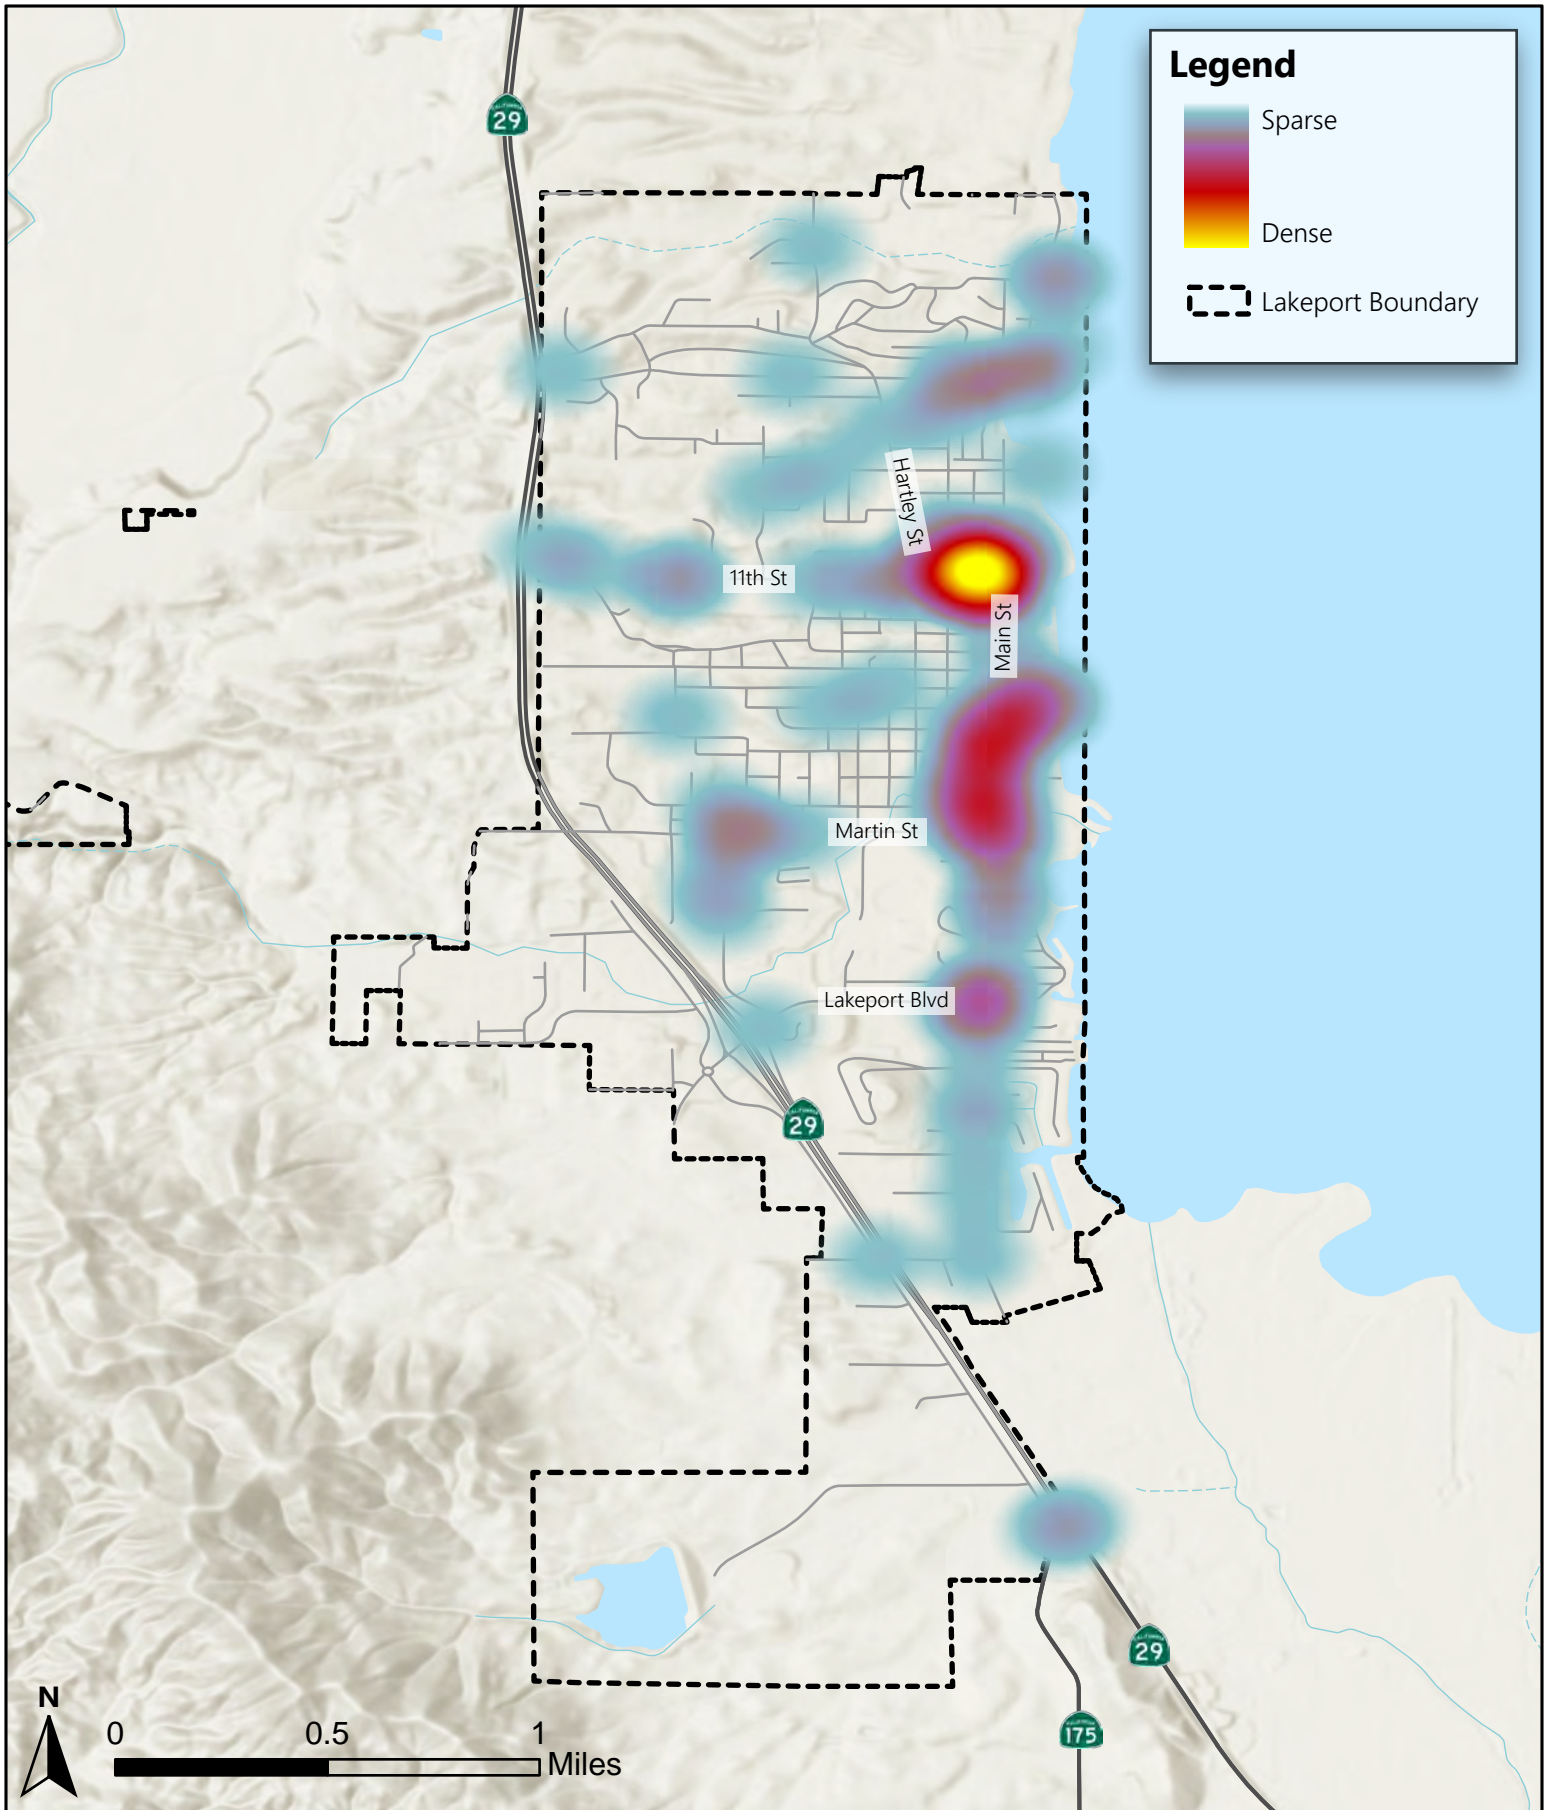 Legend
Sparse
Dense
Lakeport Boundary
29
Hartley St
11th St
Main St
Martin St
Lakeport Blvd
29
29
175
N
0 0.5 1
Miles